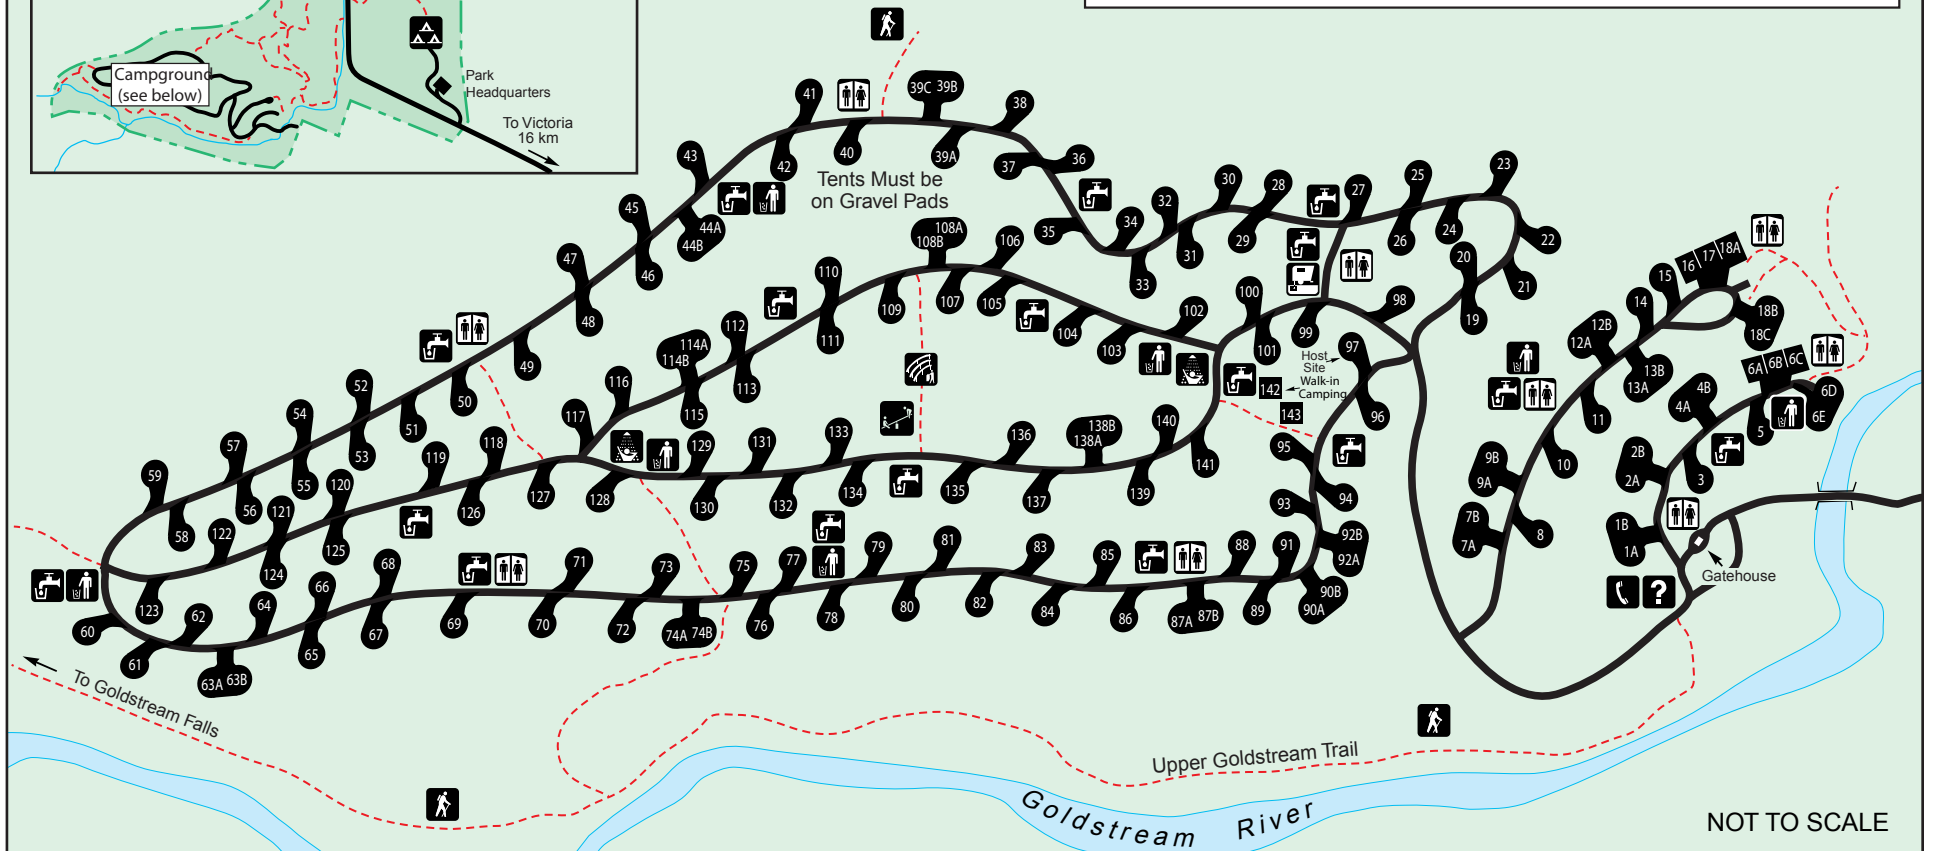 Campground
(see below)
Park
Headquarters
To Victoria
16 km
Tents Must be
on Gravel Pads
41
39C 39B
38
43
42
40
39A
37
36
45
44A
44B
47
46
48
35
34
33
32
31
30
29
28
27
26
25
24
23
22
21
20
19
108A
108B
106
110
109
107
105
104
103
102
100
101
99
98
97
96
Host
Site
Walk-in
Camping
142
143
112
111
114A
114B
113
115
116
117
49
50
52
51
54
53
57
55
59
56
58
118
119
120
121
122
123
124
125
126
127
128
129
130
131
132
133
134
135
136
137
138B
138A
139
140
141
95
94
93
92B
92A
91
90B
90A
89
88
87A 87B
86
85
84
83
82
81
80
79
78
77
76
75
74A 74B
73
72
71
70
69
68
67
66
65
64
63A 63B
62
61
60
16 17 18A
15
14
18B
18C
12B
12A
13B
13A
11
10
9B
9A
8
7B
7A
6A 6B 6C
6D
6E
5
4B
4A
3
2B
2A
1B
1A
Gatehouse
?
To Goldstream Falls
Upper Goldstream Trail
Goldstream River
NOT TO SCALE